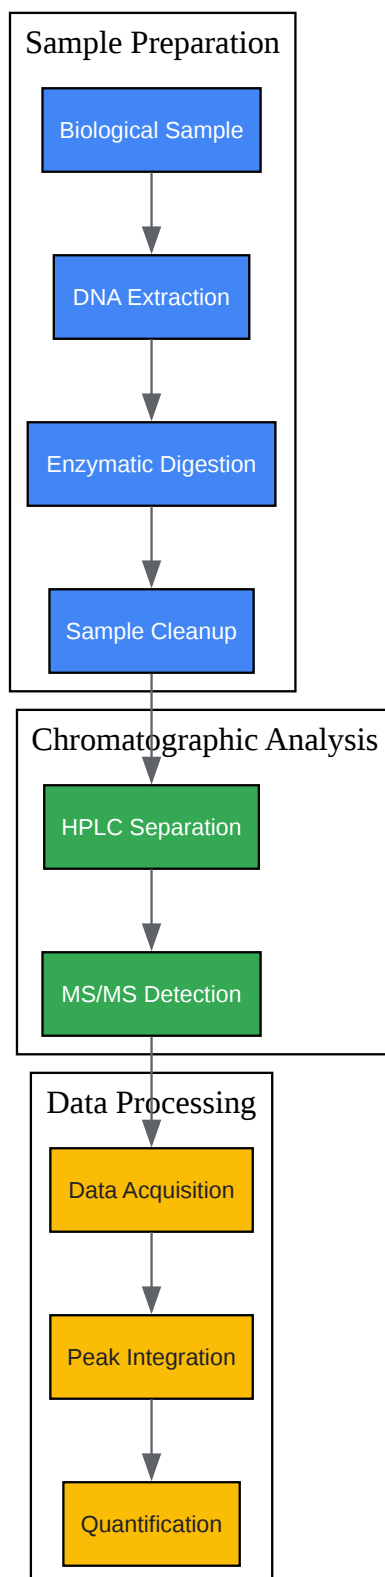 Sample Preparation
Biological Sample
DNA Extraction
Enzymatic Digestion
Sample Cleanup
Chromatographic Analysis
HPLC Separation
MS/MS Detection
Data Processing
Data Acquisition
Peak Integration
Quantification